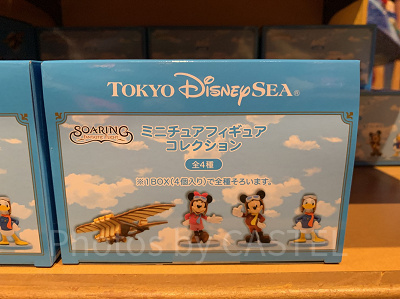 TOKYO DISNEYSEA®
SOARING
FANTASTIC FLIGHT
ミニチュアフィギュア
コレクション
全4種
※1BOX(4個入り)で全種そろいます。
Photos by CASTEL